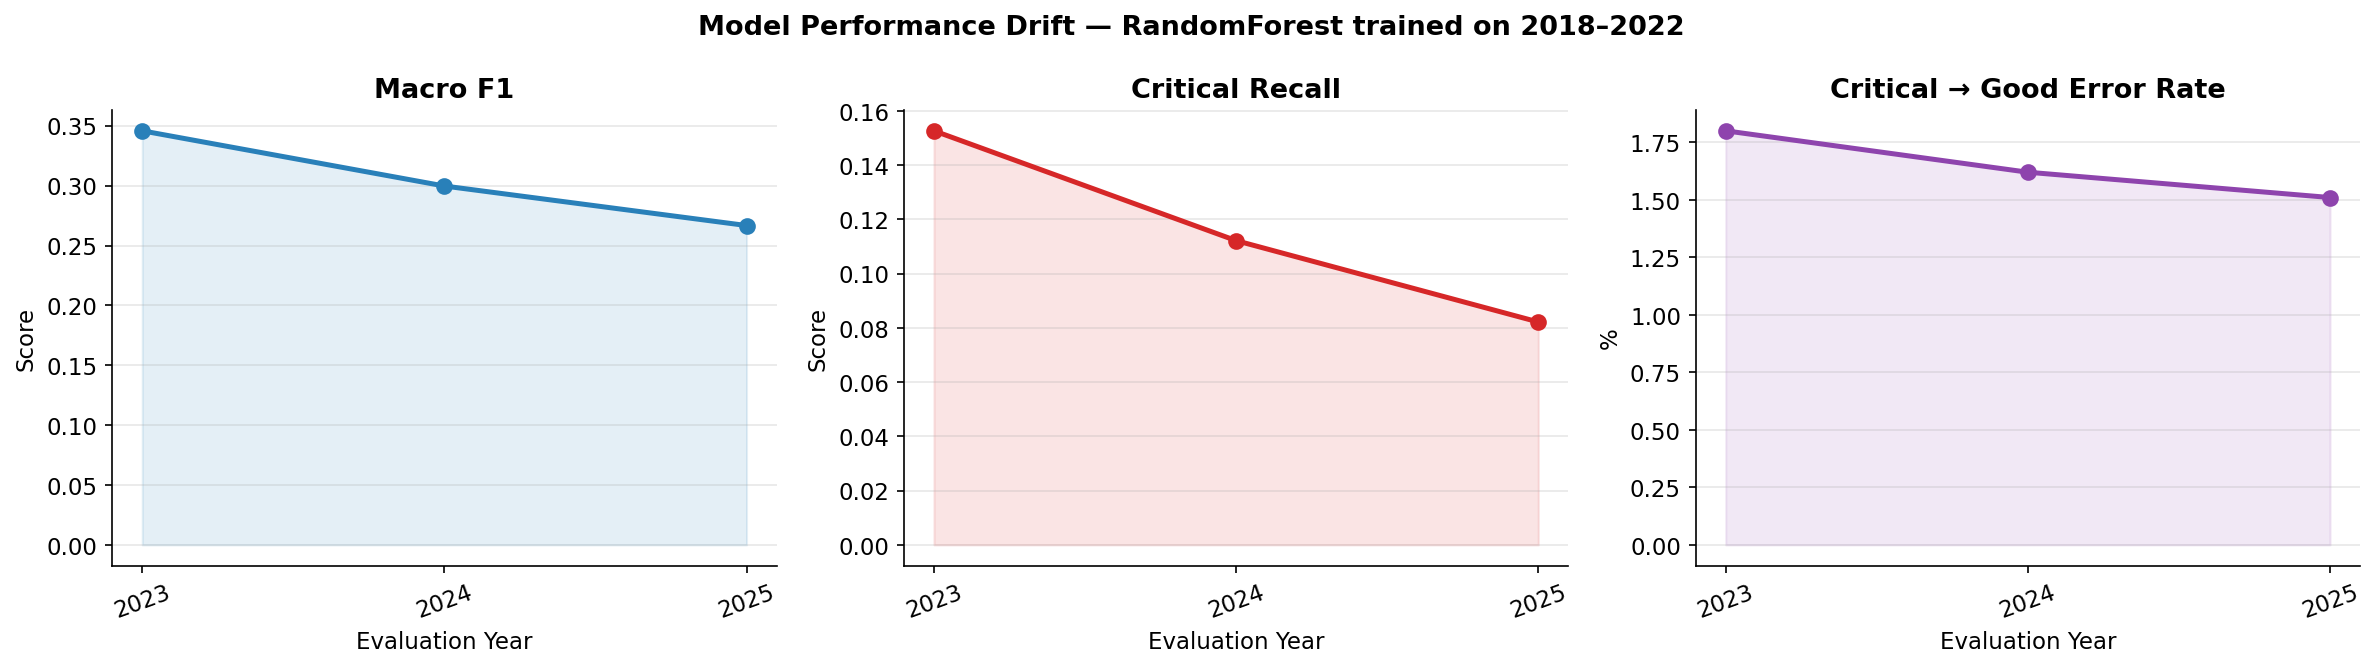 Model Performance Drift — RandomForest trained on 2018–2022
Macro F1
Score
0.35
0.30
0.25
0.20
0.15
0.10
0.05
0.00
2023 2024 2025
Evaluation Year
Critical Recall
Score
0.16
0.14
0.12
0.10
0.08
0.06
0.04
0.02
0.00
2023 2024 2025
Evaluation Year
Critical → Good Error Rate
%
1.75
1.50
1.25
1.00
0.75
0.50
0.25
0.00
2023 2024 2025
Evaluation Year